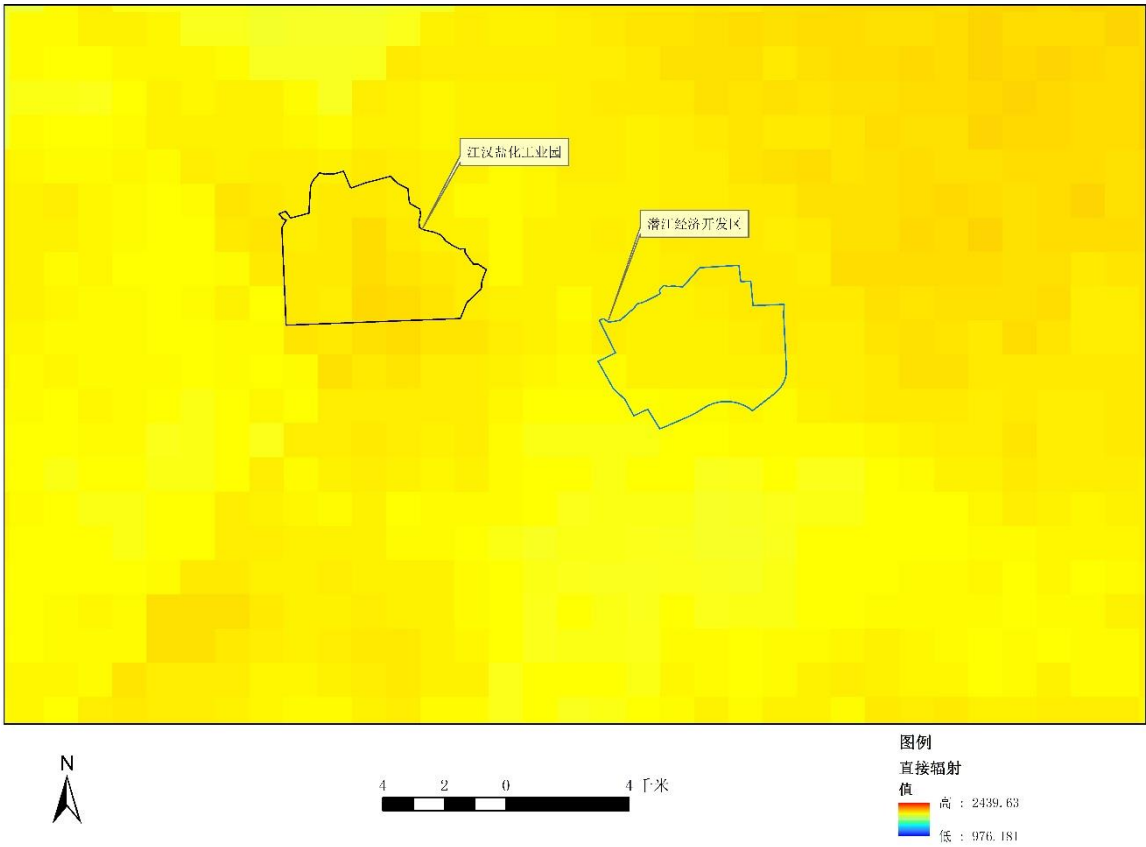 江汉盐化工业园
潜江经济开发区
N
4 2 0 4 千米
图例
直接辐射
值
高 : 2439.63
低 : 976.181